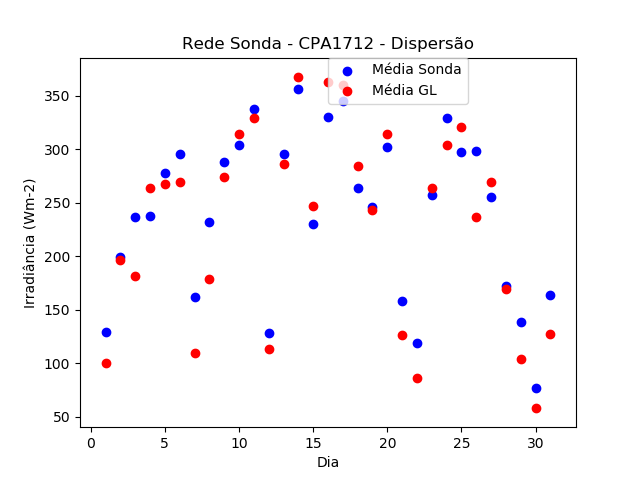 Rede Sonda - CPA1712 - Dispersão
Média Sonda
Média GL
Irradiância (Wm-2)
350
300
250
200
150
100
50
0 5 10 15 20 25 30
Dia